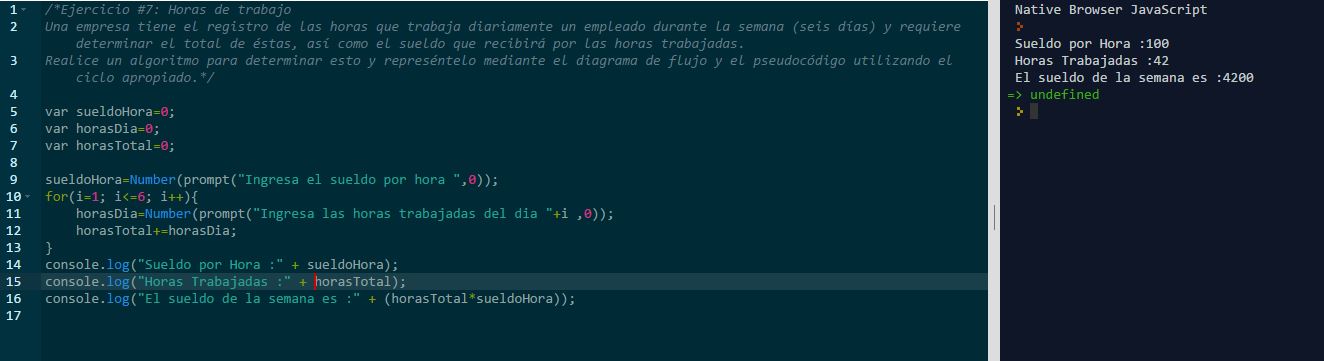 1 /*Ejercicio #7: Horas de trabajo
2 Una empresa tiene el registro de las horas que trabaja diariamente un empleado durante la semana (seis días) y requiere
determinar el total de éstas, así como el sueldo que recibirá por las horas trabajadas.
3 Realice un algoritmo para determinar esto y represéntelo mediante el diagrama de flujo y el pseudocódigo utilizando el
ciclo apropiado.*/
4
5 var sueldoHora=0;
6 var horasDia=0;
7 var horasTotal=0;
8
9 sueldoHora=Number(prompt("Ingresa el sueldo por hora ",0));
10 for(i=1; i<=6; i++){
11 horasDia=Number(prompt("Ingresa las horas trabajadas del dia "+i ,0));
12 horasTotal+=horasDia;
13 }
14 console.log("Sueldo por Hora :" + sueldoHora);
15 console.log("Horas Trabajadas :" + horasTotal);
16 console.log("El sueldo de la semana es :" + (horasTotal*sueldoHora));
17
Native Browser JavaScript
Sueldo por Hora :100
Horas Trabajadas :42
El sueldo de la semana es :4200
=> undefined